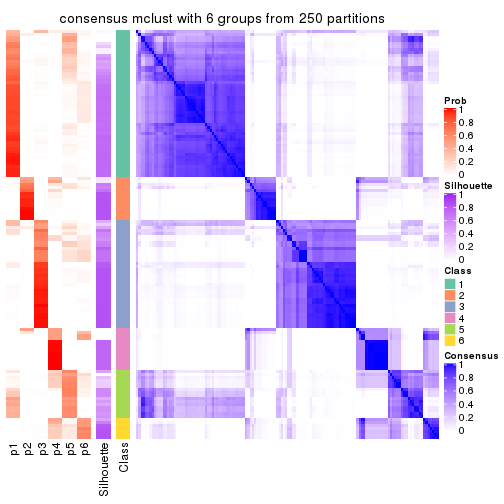 consensus mclust with 6 groups from 250 partitions
Prob
1
0.8
0.6
0.4
0.2
0
Silhouette
1
0.8
0.6
0.4
0.2
0
Class
1
2
3
4
5
6
Consensus
1
0.8
0.6
0.4
0.2
0
p1
p2
p3
p4
p5
p6
Silhouette
Class